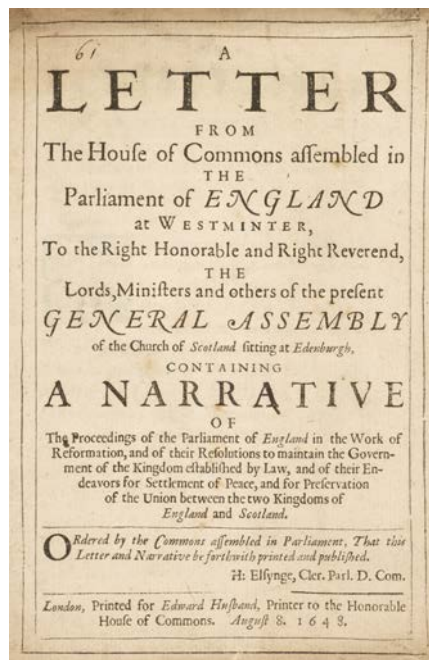 61
A
LETTER
FROM
The Houſe of Commons aſſembled in
THE
Parliament of ENGLAND
at WESTMINTER,
To the Right Honorable and Right Reverend,
THE
Lords, Miniſters and others of the preſent
GENERAL ASSEMBLY
of the Church of Scotland ſitting at Edenburgh,
CONTAINING
A NARRATIVE
OF
The Proceedings of the Parliament of England in the Work of
Reformation, and of their Reſolutions to maintain the Govern-
ment of the Kingdom eſtabliſhed by Law, and of their En-
deavors for Settlement of Peace, and for Preſervation
of the Union between the two Kingdoms of
England and Scotland.
ORdered by the Commons aſſembled in Parliament, That this
Letter and Narrative be forthwith printed and publiſhed.
H: Elſynge, Cler. Parl. D. Com.
London, Printed for Edward Husband, Printer to the Honorable
Houſe of Commons. Auguſt 8. 1648.